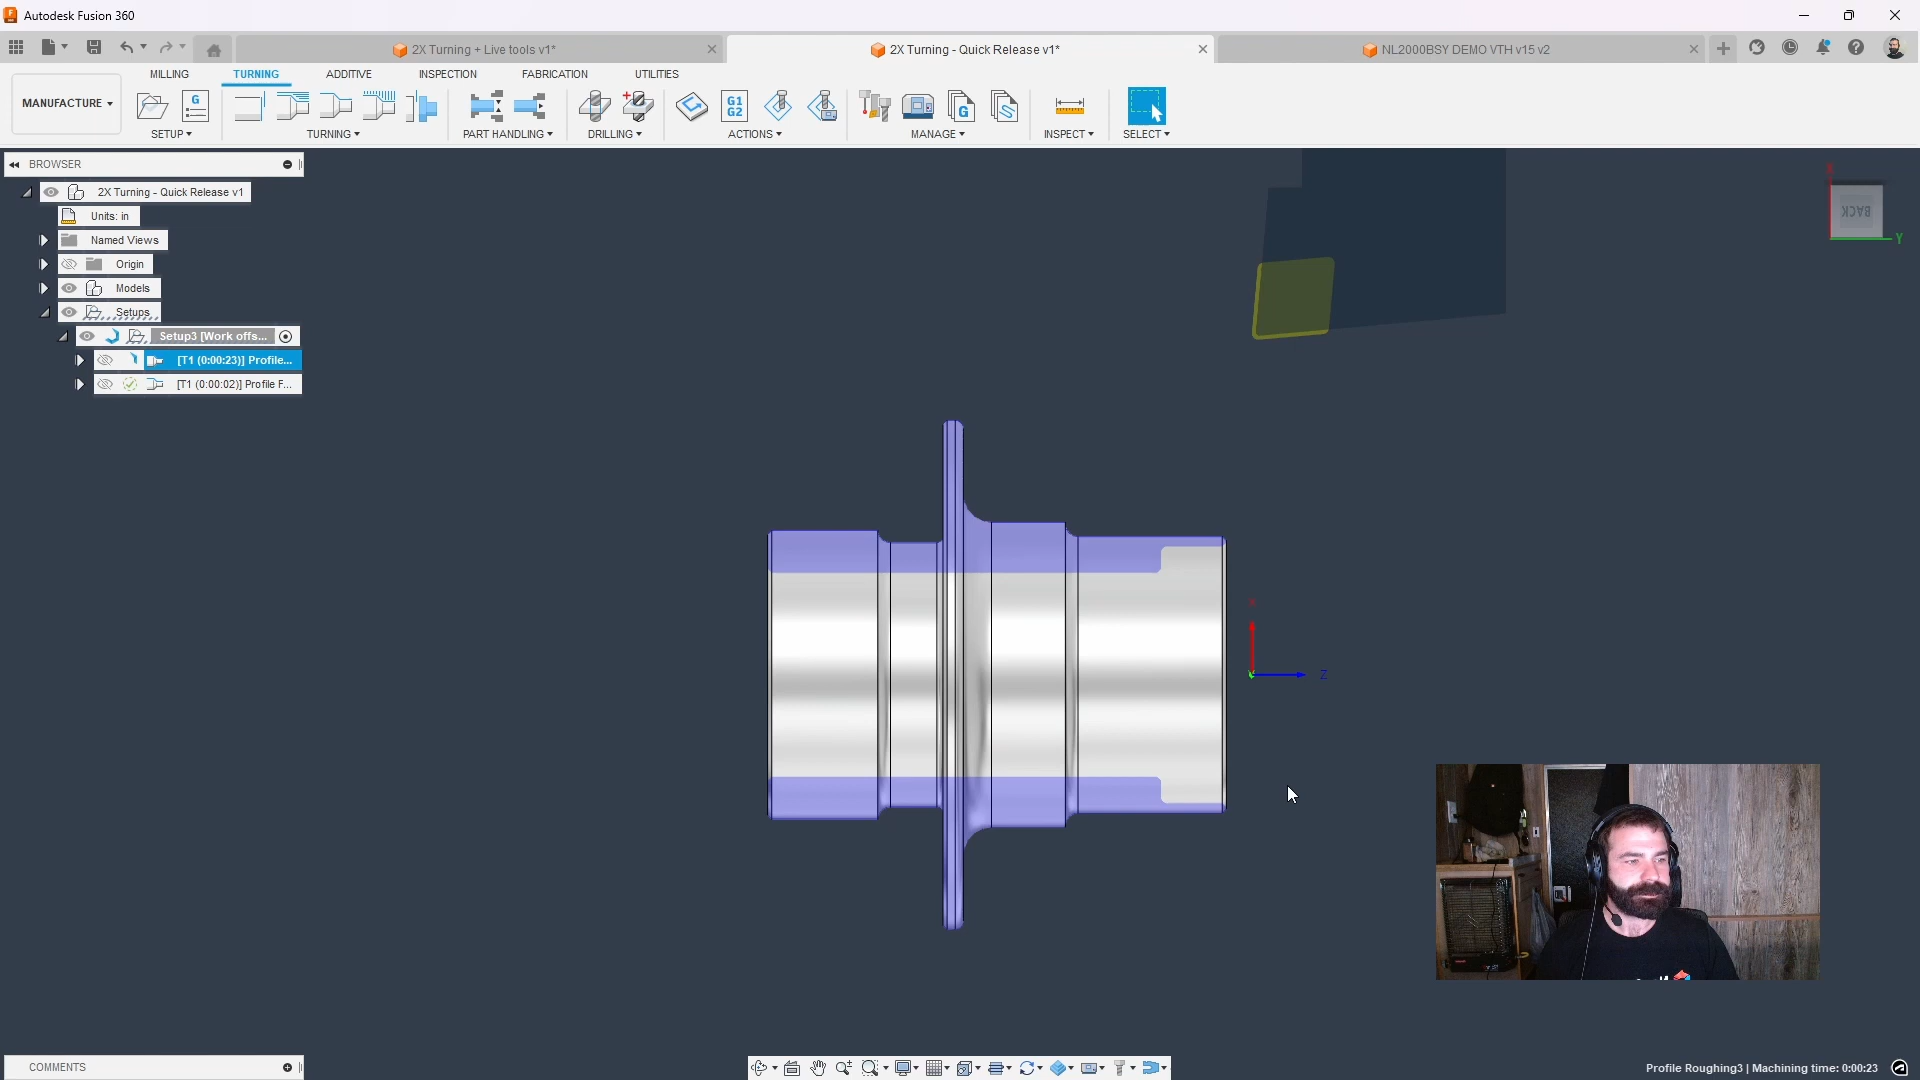 Autodesk Fusion 360
2X Turning + Live tools v1*
2X Turning - Quick Release v1*
NL2000BSY DEMO VTH v15 v2
MILLING
TURNING
ADDITIVE
INSPECTION
FABRICATION
UTILITIES
MANUFACTURE
G
G1
G2
G
SETUP
TURNING
PART HANDLING
DRILLING
ACTIONS
MANAGE
INSPECT
SELECT
BROWSER
2X Turning - Quick Release v1
Units: in
Named Views
Origin
Models
Setups
Setup3 [Work offs...
[T1 (0:00:23)] Profile...
[T1 (0:00:02)] Profile F...
BACK
Y
Z
COMMENTS
Profile Roughing3 | Machining time: 0:00:23